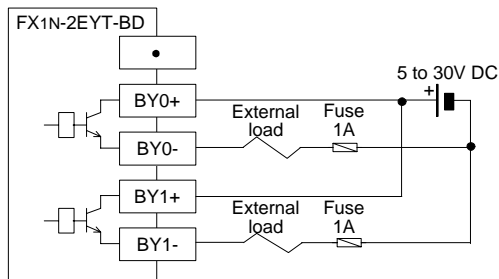 FX1N-2EYT-BD
5 to 30V DC
+
BY0+
External load
Fuse 1A
BY0-
BY1+
External load
Fuse 1A
BY1-